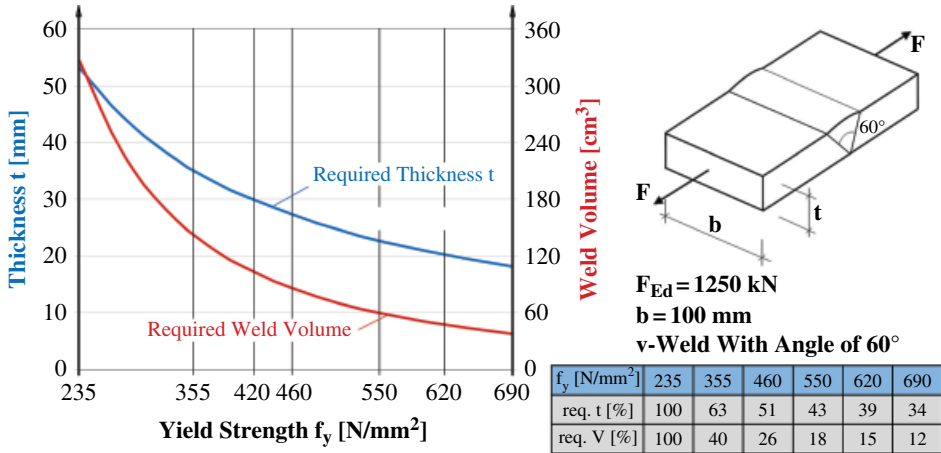 60 360
50 300
40 240
30 180
20 120
10 60
0 0
Thickness t [mm]
Weld Volume [cm³]
Required Thickness t
Required Weld Volume
235 355 420 460 550 620 690
Yield Strength fy [N/mm²]
F
60°
F
t
b
FEd = 1250 kN
b = 100 mm
v-Weld With Angle of 60°
fy [N/mm²] 235 355 460 550 620 690
req. t [%] 100 63 51 43 39 34
req. V [%] 100 40 26 18 15 12